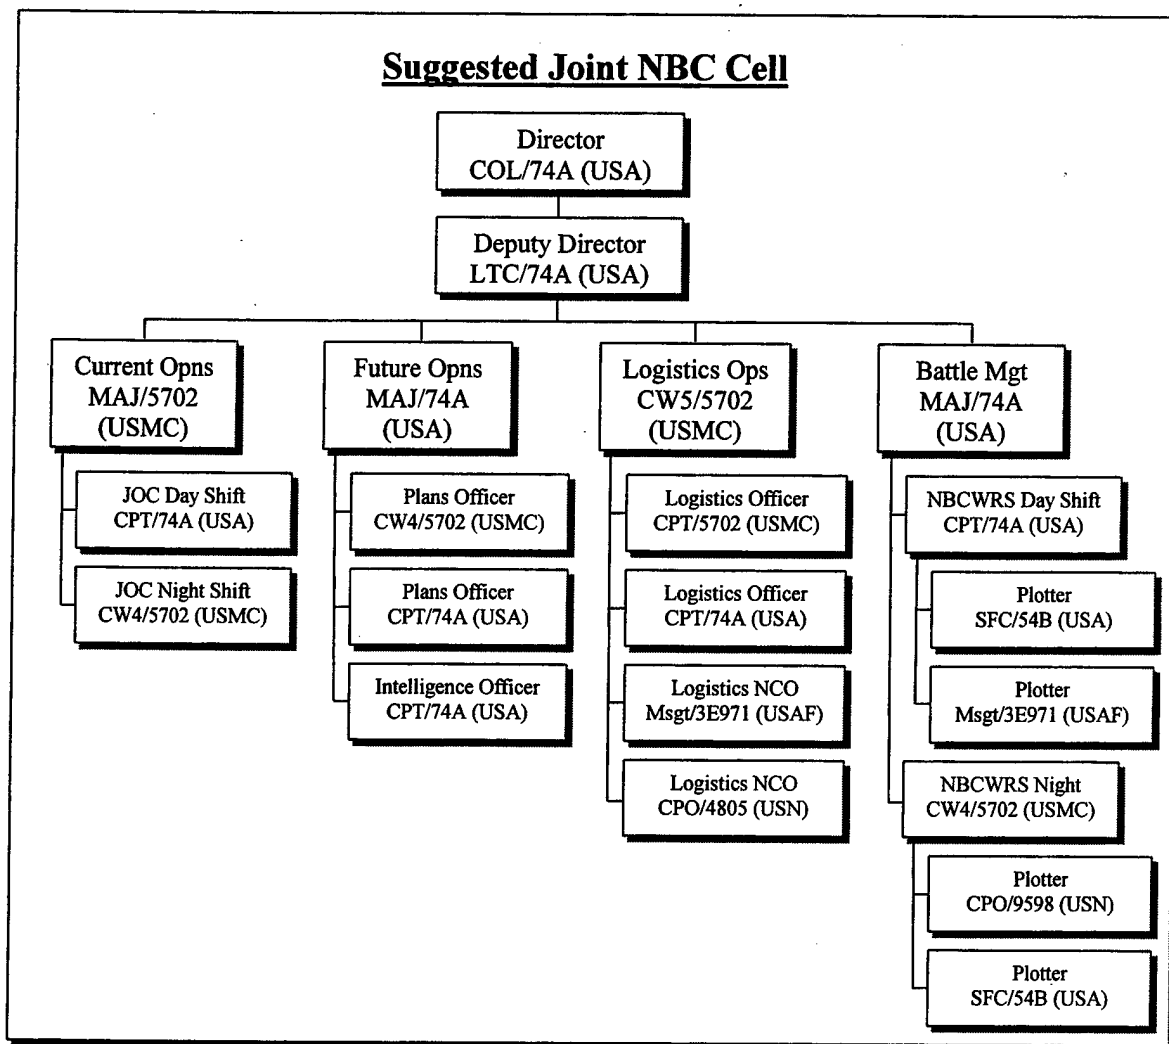 Suggested Joint NBC Cell
Director
COL/74A (USA)
Deputy Director
LTC/74A (USA)
Current Opns
MAJ/5702
(USMC)
JOC Day Shift
CPT/74A (USA)
JOC Night Shift
CW4/5702 (USMC)
Future Opns
MAJ/74A
(USA)
Plans Officer
CW4/5702 (USMC)
Plans Officer
CPT/74A (USA)
Intelligence Officer
CPT/74A (USA)
Logistics Ops
CW5/5702
(USMC)
Logistics Officer
CPT/5702 (USMC)
Logistics Officer
CPT/74A (USA)
Logistics NCO
Msgt/3E971 (USAF)
Logistics NCO
CPO/4805 (USN)
Battle Mgt
MAJ/74A
(USA)
NBCWRS Day Shift
CPT/74A (USA)
Plotter
SFC/54B (USA)
Plotter
Msgt/3E971 (USAF)
NBCWRS Night
CW4/5702 (USMC)
Plotter
CPO/9598 (USN)
Plotter
SFC/54B (USA)